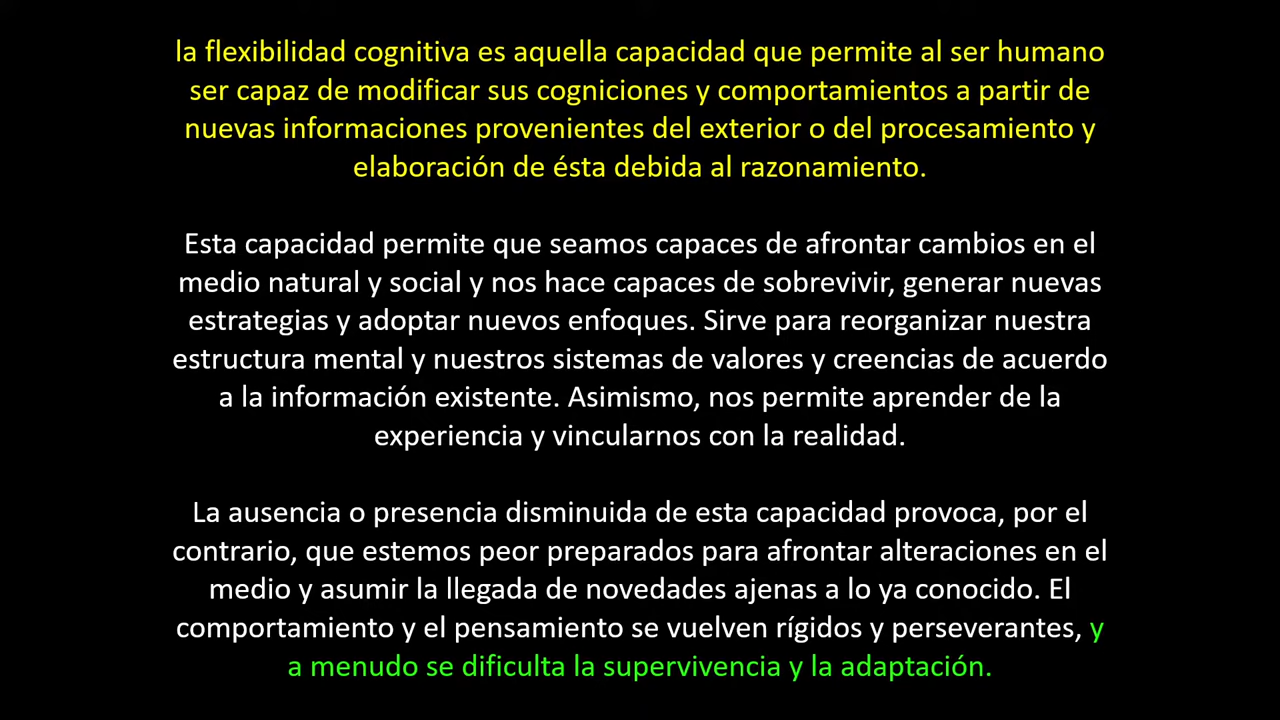 la flexibilidad cognitiva es aquella capacidad que permite al ser humano
ser capaz de modificar sus cogniciones y comportamientos a partir de
nuevas informaciones provenientes del exterior o del procesamiento y
elaboración de ésta debida al razonamiento.
Esta capacidad permite que seamos capaces de afrontar cambios en el
medio natural y social y nos hace capaces de sobrevivir, generar nuevas
estrategias y adoptar nuevos enfoques. Sirve para reorganizar nuestra
estructura mental y nuestros sistemas de valores y creencias de acuerdo
a la información existente. Asimismo, nos permite aprender de la
experiencia y vincularnos con la realidad.
La ausencia o presencia disminuida de esta capacidad provoca, por el
contrario, que estemos peor preparados para afrontar alteraciones en el
medio y asumir la llegada de novedades ajenas a lo ya conocido. El
comportamiento y el pensamiento se vuelven rígidos y perseverantes, y
a menudo se dificulta la supervivencia y la adaptación.